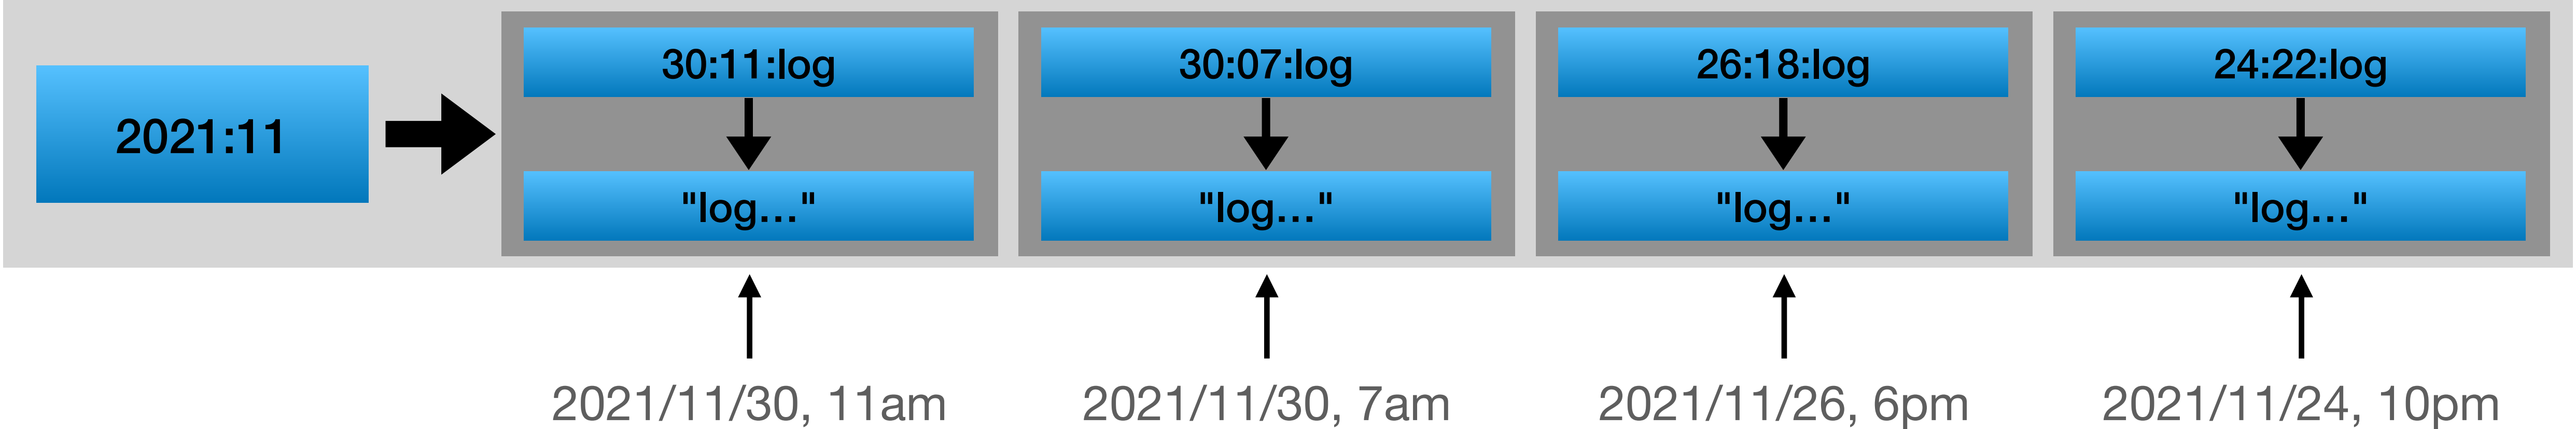 2021:11
30:11:log
30:07:log
26:18:log
24:22:log
"log..."
"log..."
"log..."
"log..."
2021/11/30, 11am
2021/11/30, 7am
2021/11/26, 6pm
2021/11/24, 10pm